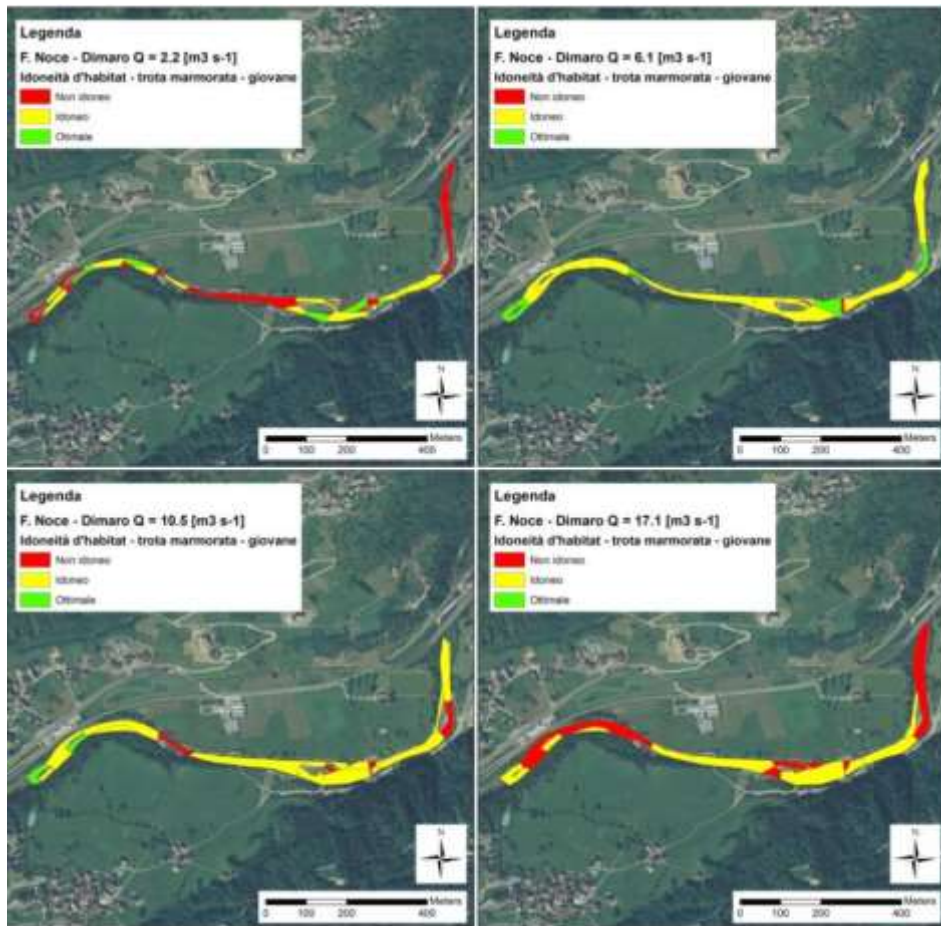 Legenda
F. Noce - Dimaro Q = 2.2 [m3 s-1]
Idoneità d'habitat - trota marmorata - giovane
Non idoneo
Idoneo
Otimale
N
Meters
0 100 200 400
Legenda
F. Noce - Dimaro Q = 6.1 [m3 s-1]
Idoneità d'habitat - trota marmorata - giovane
Non idoneo
Idoneo
Ottimale
N
Meters
0 100 200 400
Legenda
F. Noce - Dimaro Q = 10.5 [m3 s-1]
Idoneità d'habitat - trota marmorata - giovane
Non idoneo
Idoneo
Ottimale
N
Meters
0 100 200 400
Legenda
F. Noce - Dimaro Q = 17.1 [m3 s-1]
Idoneità d'habitat - trota marmorata - giovane
Non idoneo
Idoneo
Ottimale
N
Meters
0 100 200 400